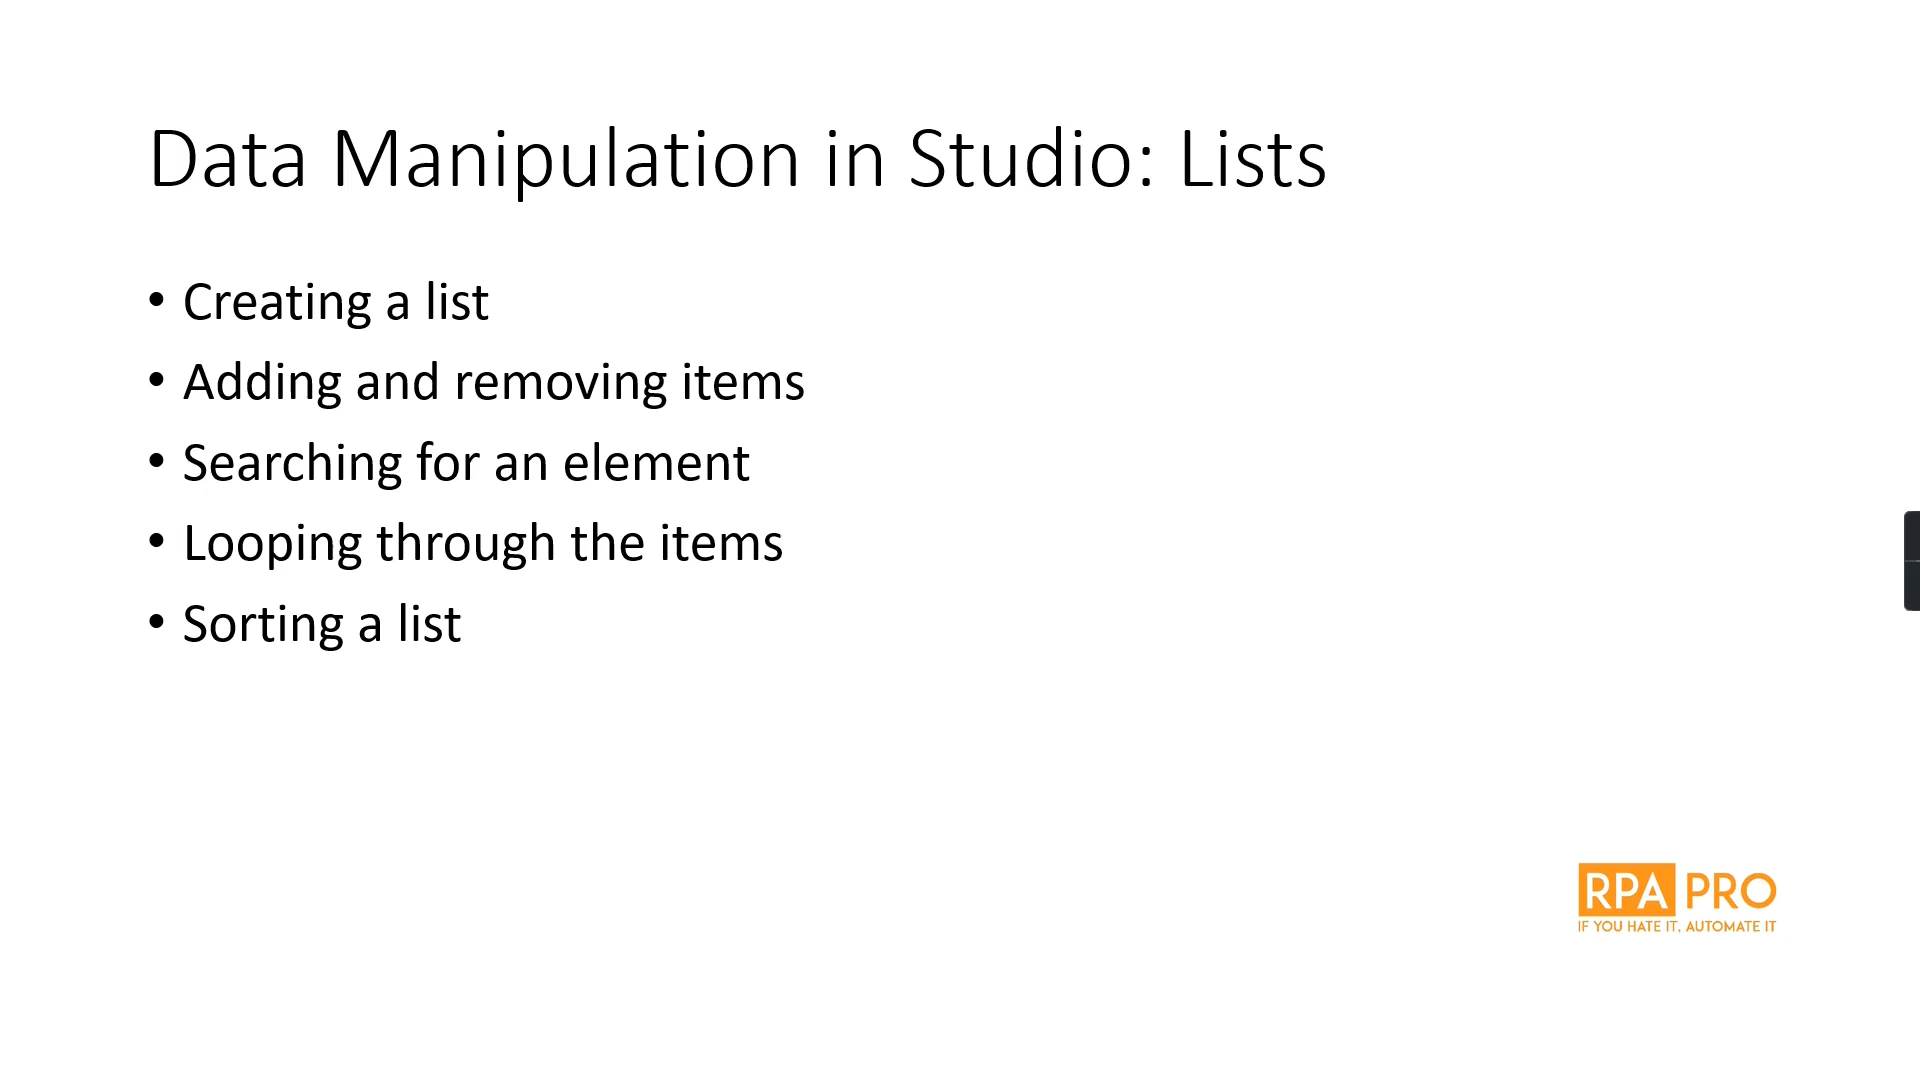 Data Manipulation in Studio: Lists
• Creating a list
• Adding and removing items
• Searching for an element
• Looping through the items
• Sorting a list
RPA PRO
IF YOU HATE IT, AUTOMATE IT